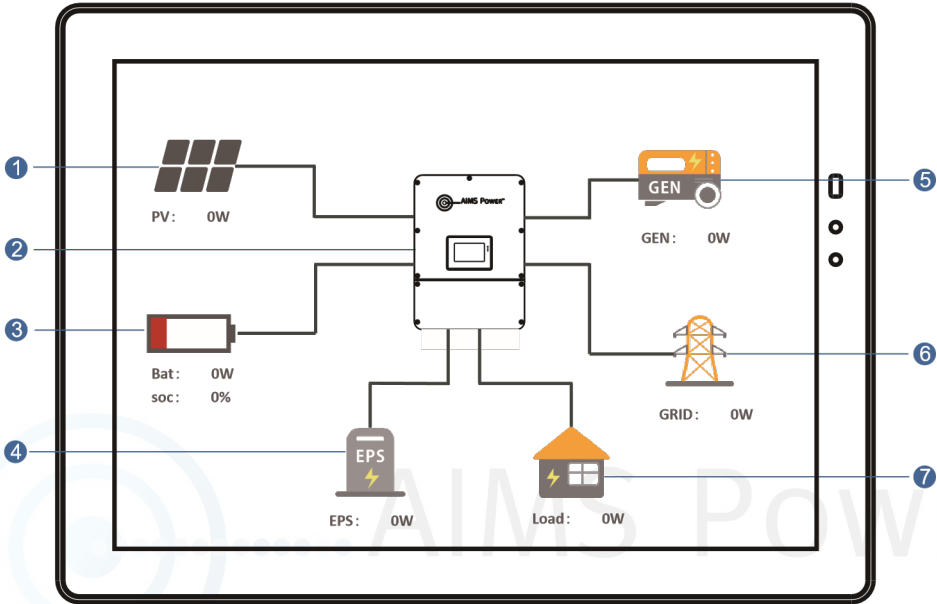 1
PV: 0W
2
AIMS POWER™
3
Bat: 0W
soc: 0%
4
EPS
EPS: 0W
GEN
5
GEN: 0W
6
GRID: 0W
7
Load: 0W
AIMS Pow